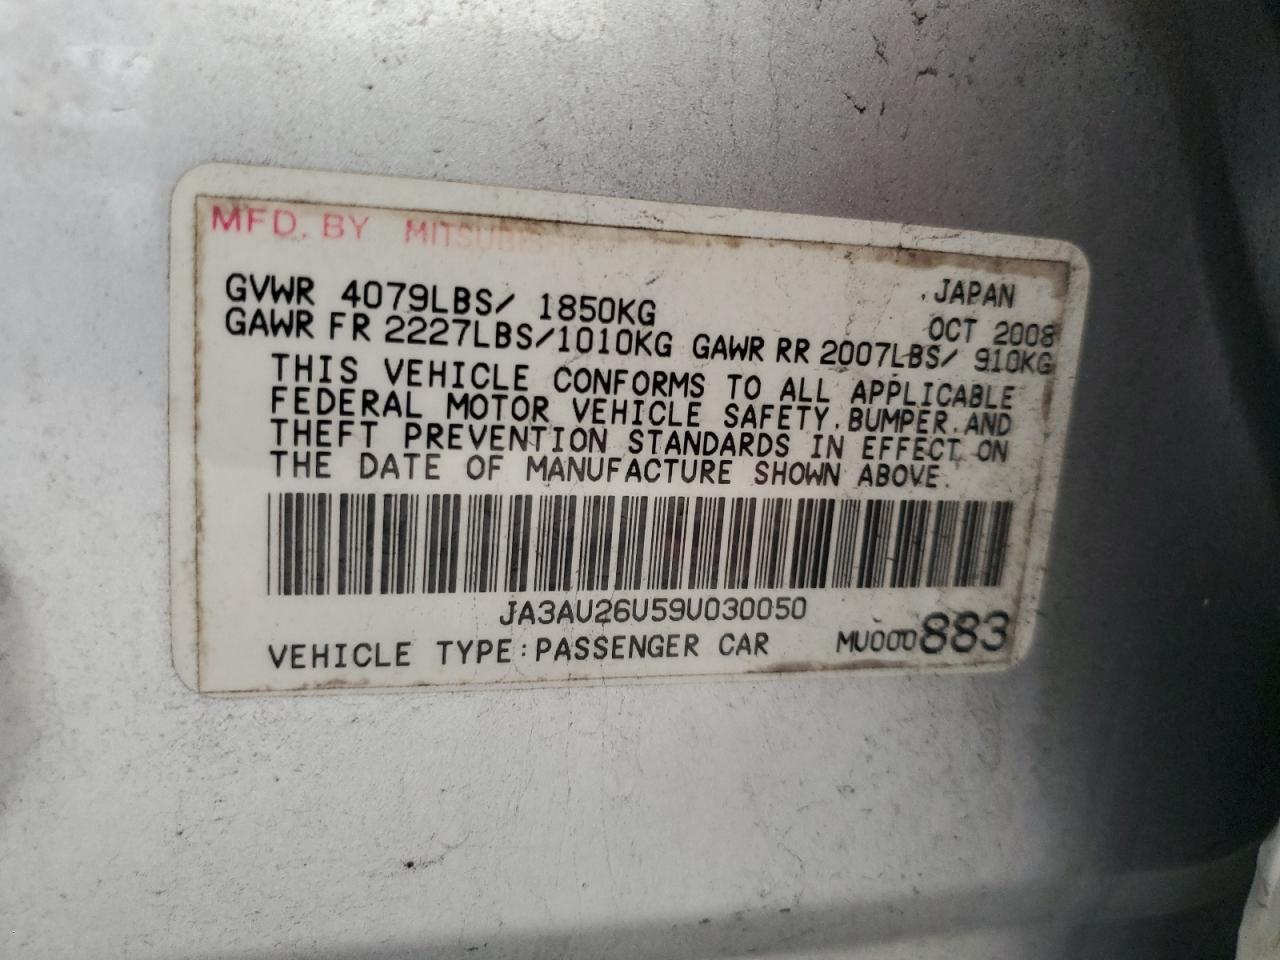 MFD. BY MITSUBISHI
GVWR 4079LBS/ 1850KG
JAPAN
OCT 2008
GAWR FR 2227LBS/1010KG GAWR RR 2007LBS/ 910KG
THIS VEHICLE CONFORMS TO ALL APPLICABLE
FEDERAL MOTOR VEHICLE SAFETY, BUMPER, AND
THEFT PREVENTION STANDARDS IN EFFECT ON
THE DATE OF MANUFACTURE SHOWN ABOVE.
JA3AU26U59U030050
VEHICLE TYPE:PASSENGER CAR
MU000883